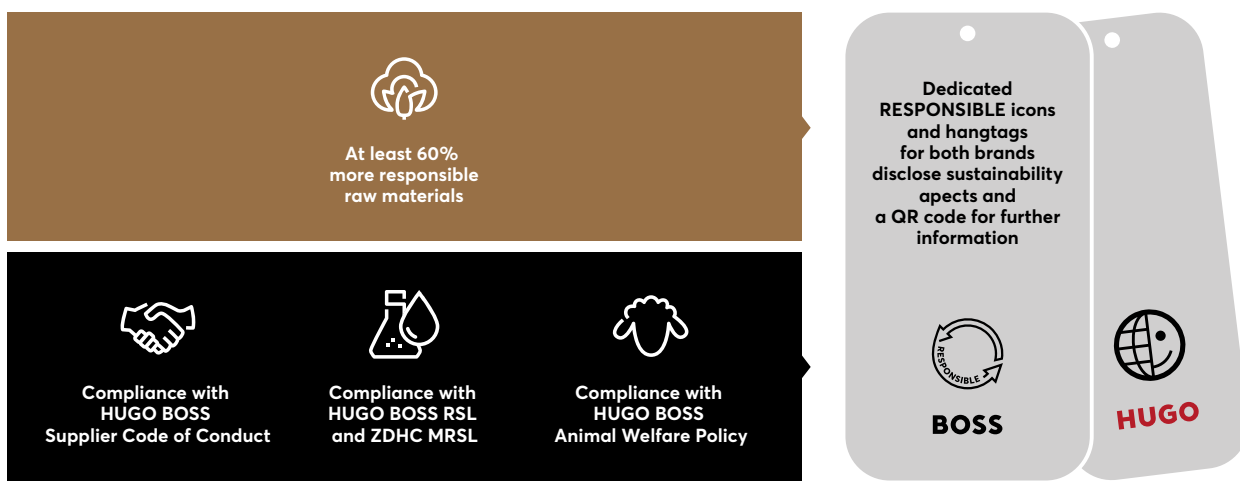 At least 60%
more responsible
raw materials
Compliance with
HUGO BOSS
Supplier Code of Conduct
Compliance with
HUGO BOSS RSL
and ZDHC MRSL
Compliance with
HUGO BOSS
Animal Welfare Policy
Dedicated
RESPONSIBLE icons
and hangtags
for both brands
disclose sustainability
apects and
a QR code for further
information
RESPONSIBLE
BOSS
HUGO